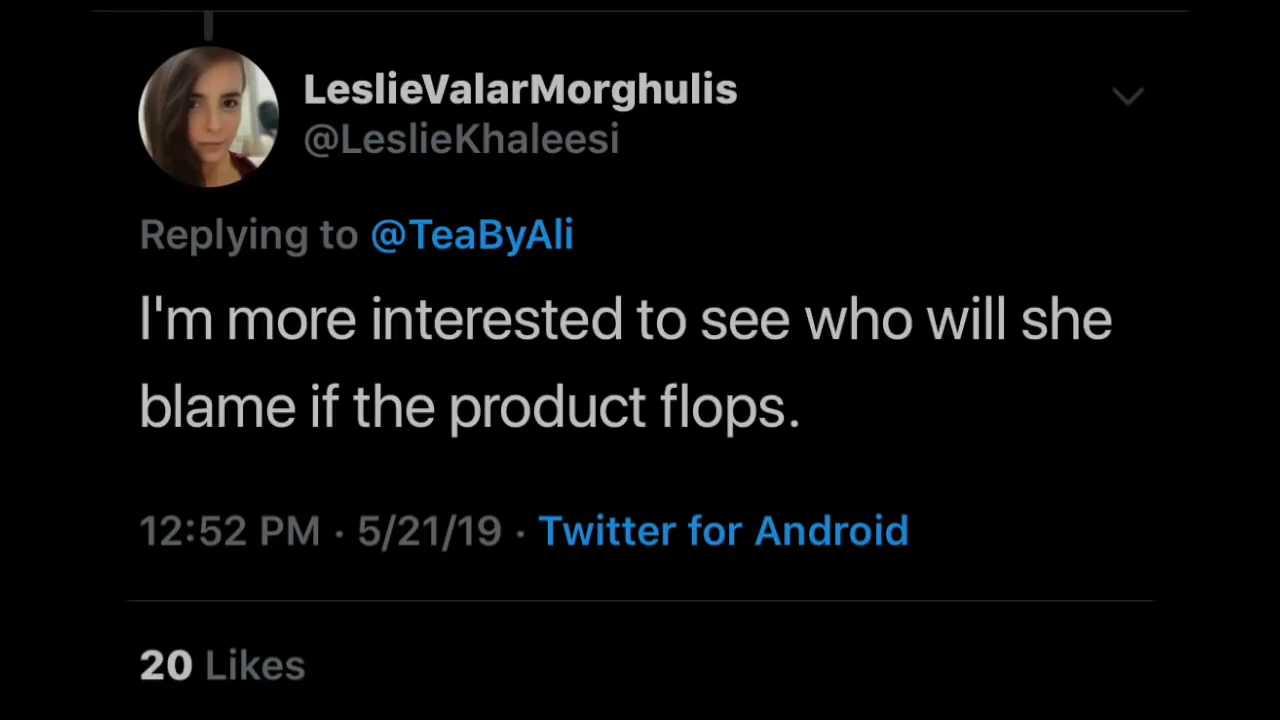 LeslieValarMorghulis
@LeslieKhaleesi
Replying to @TeaByAli
I'm more interested to see who will she
blame if the product flops.
12:52 PM · 5/21/19 · Twitter for Android
20 Likes